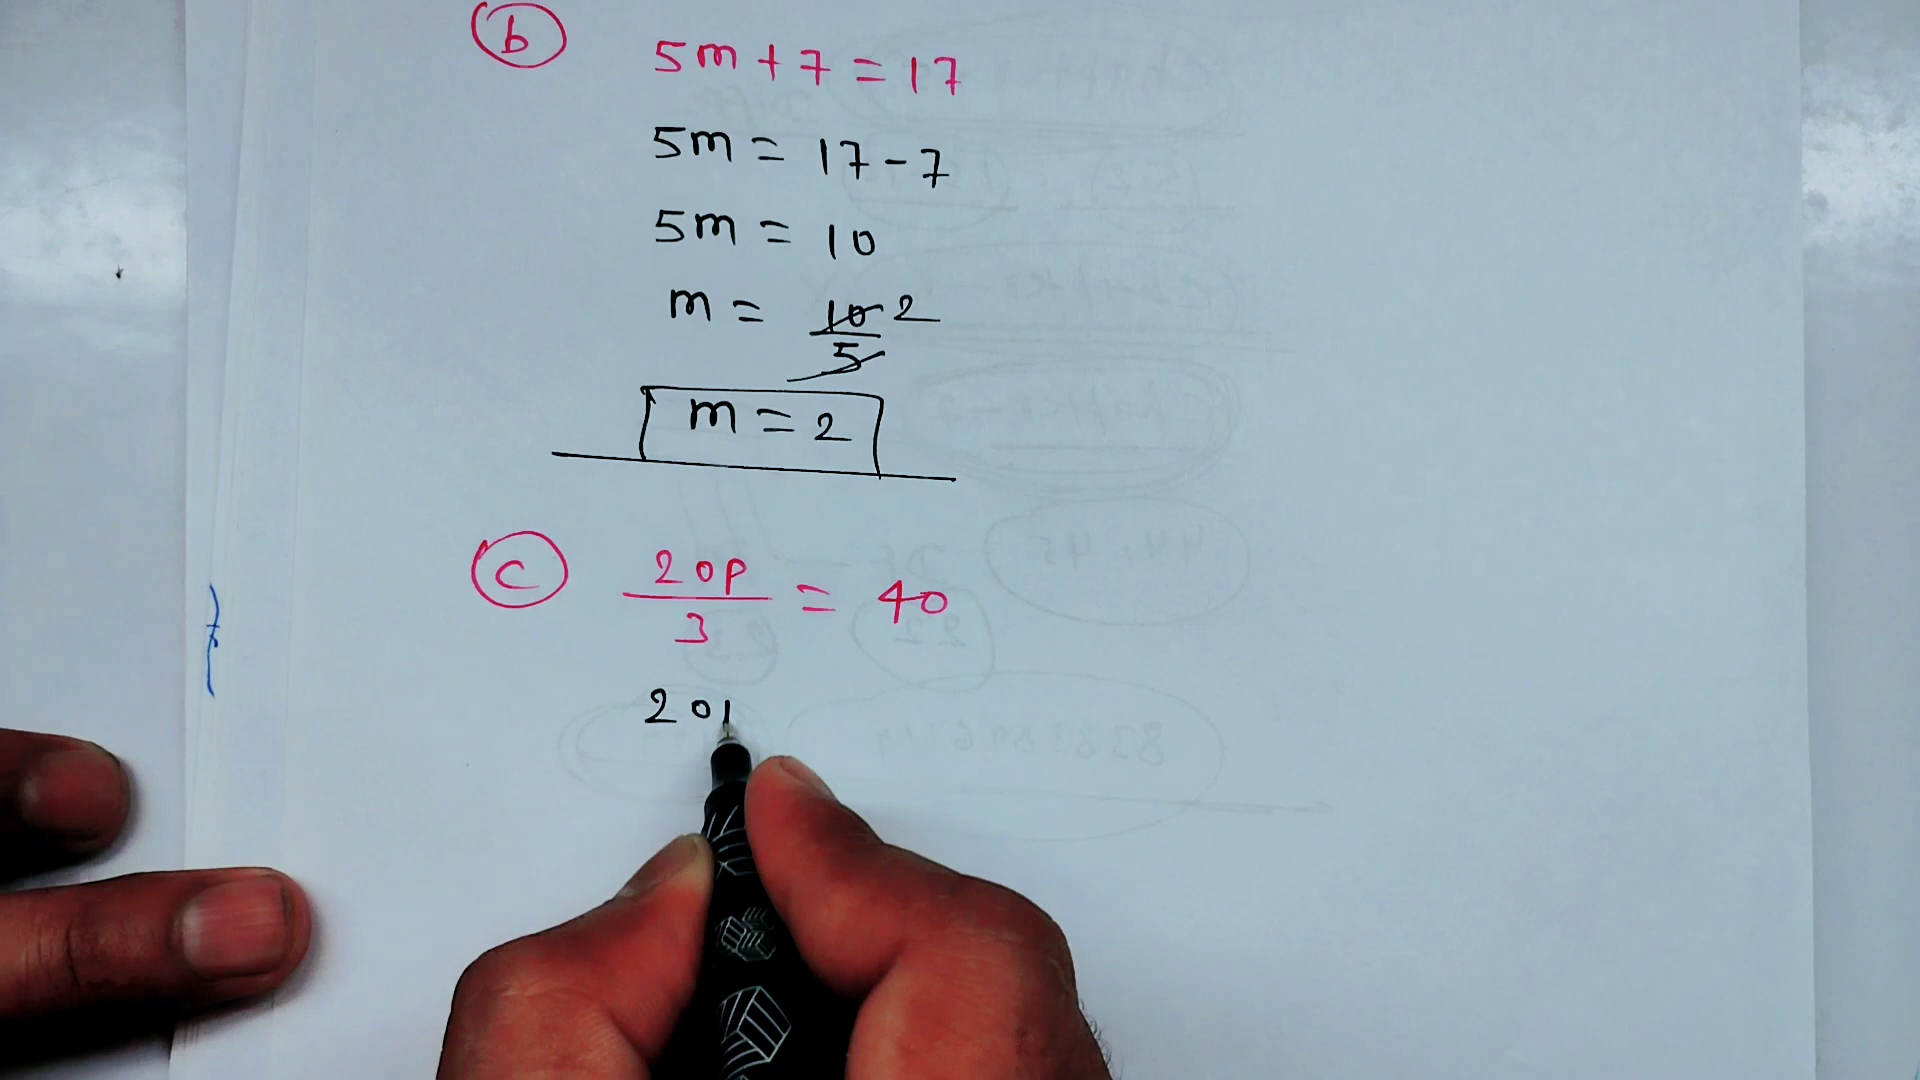 b 5m + 7 = 17
5m = 17 - 7
5m = 10
m = 10/5 2
m = 2
c 20p/3 = 40
20